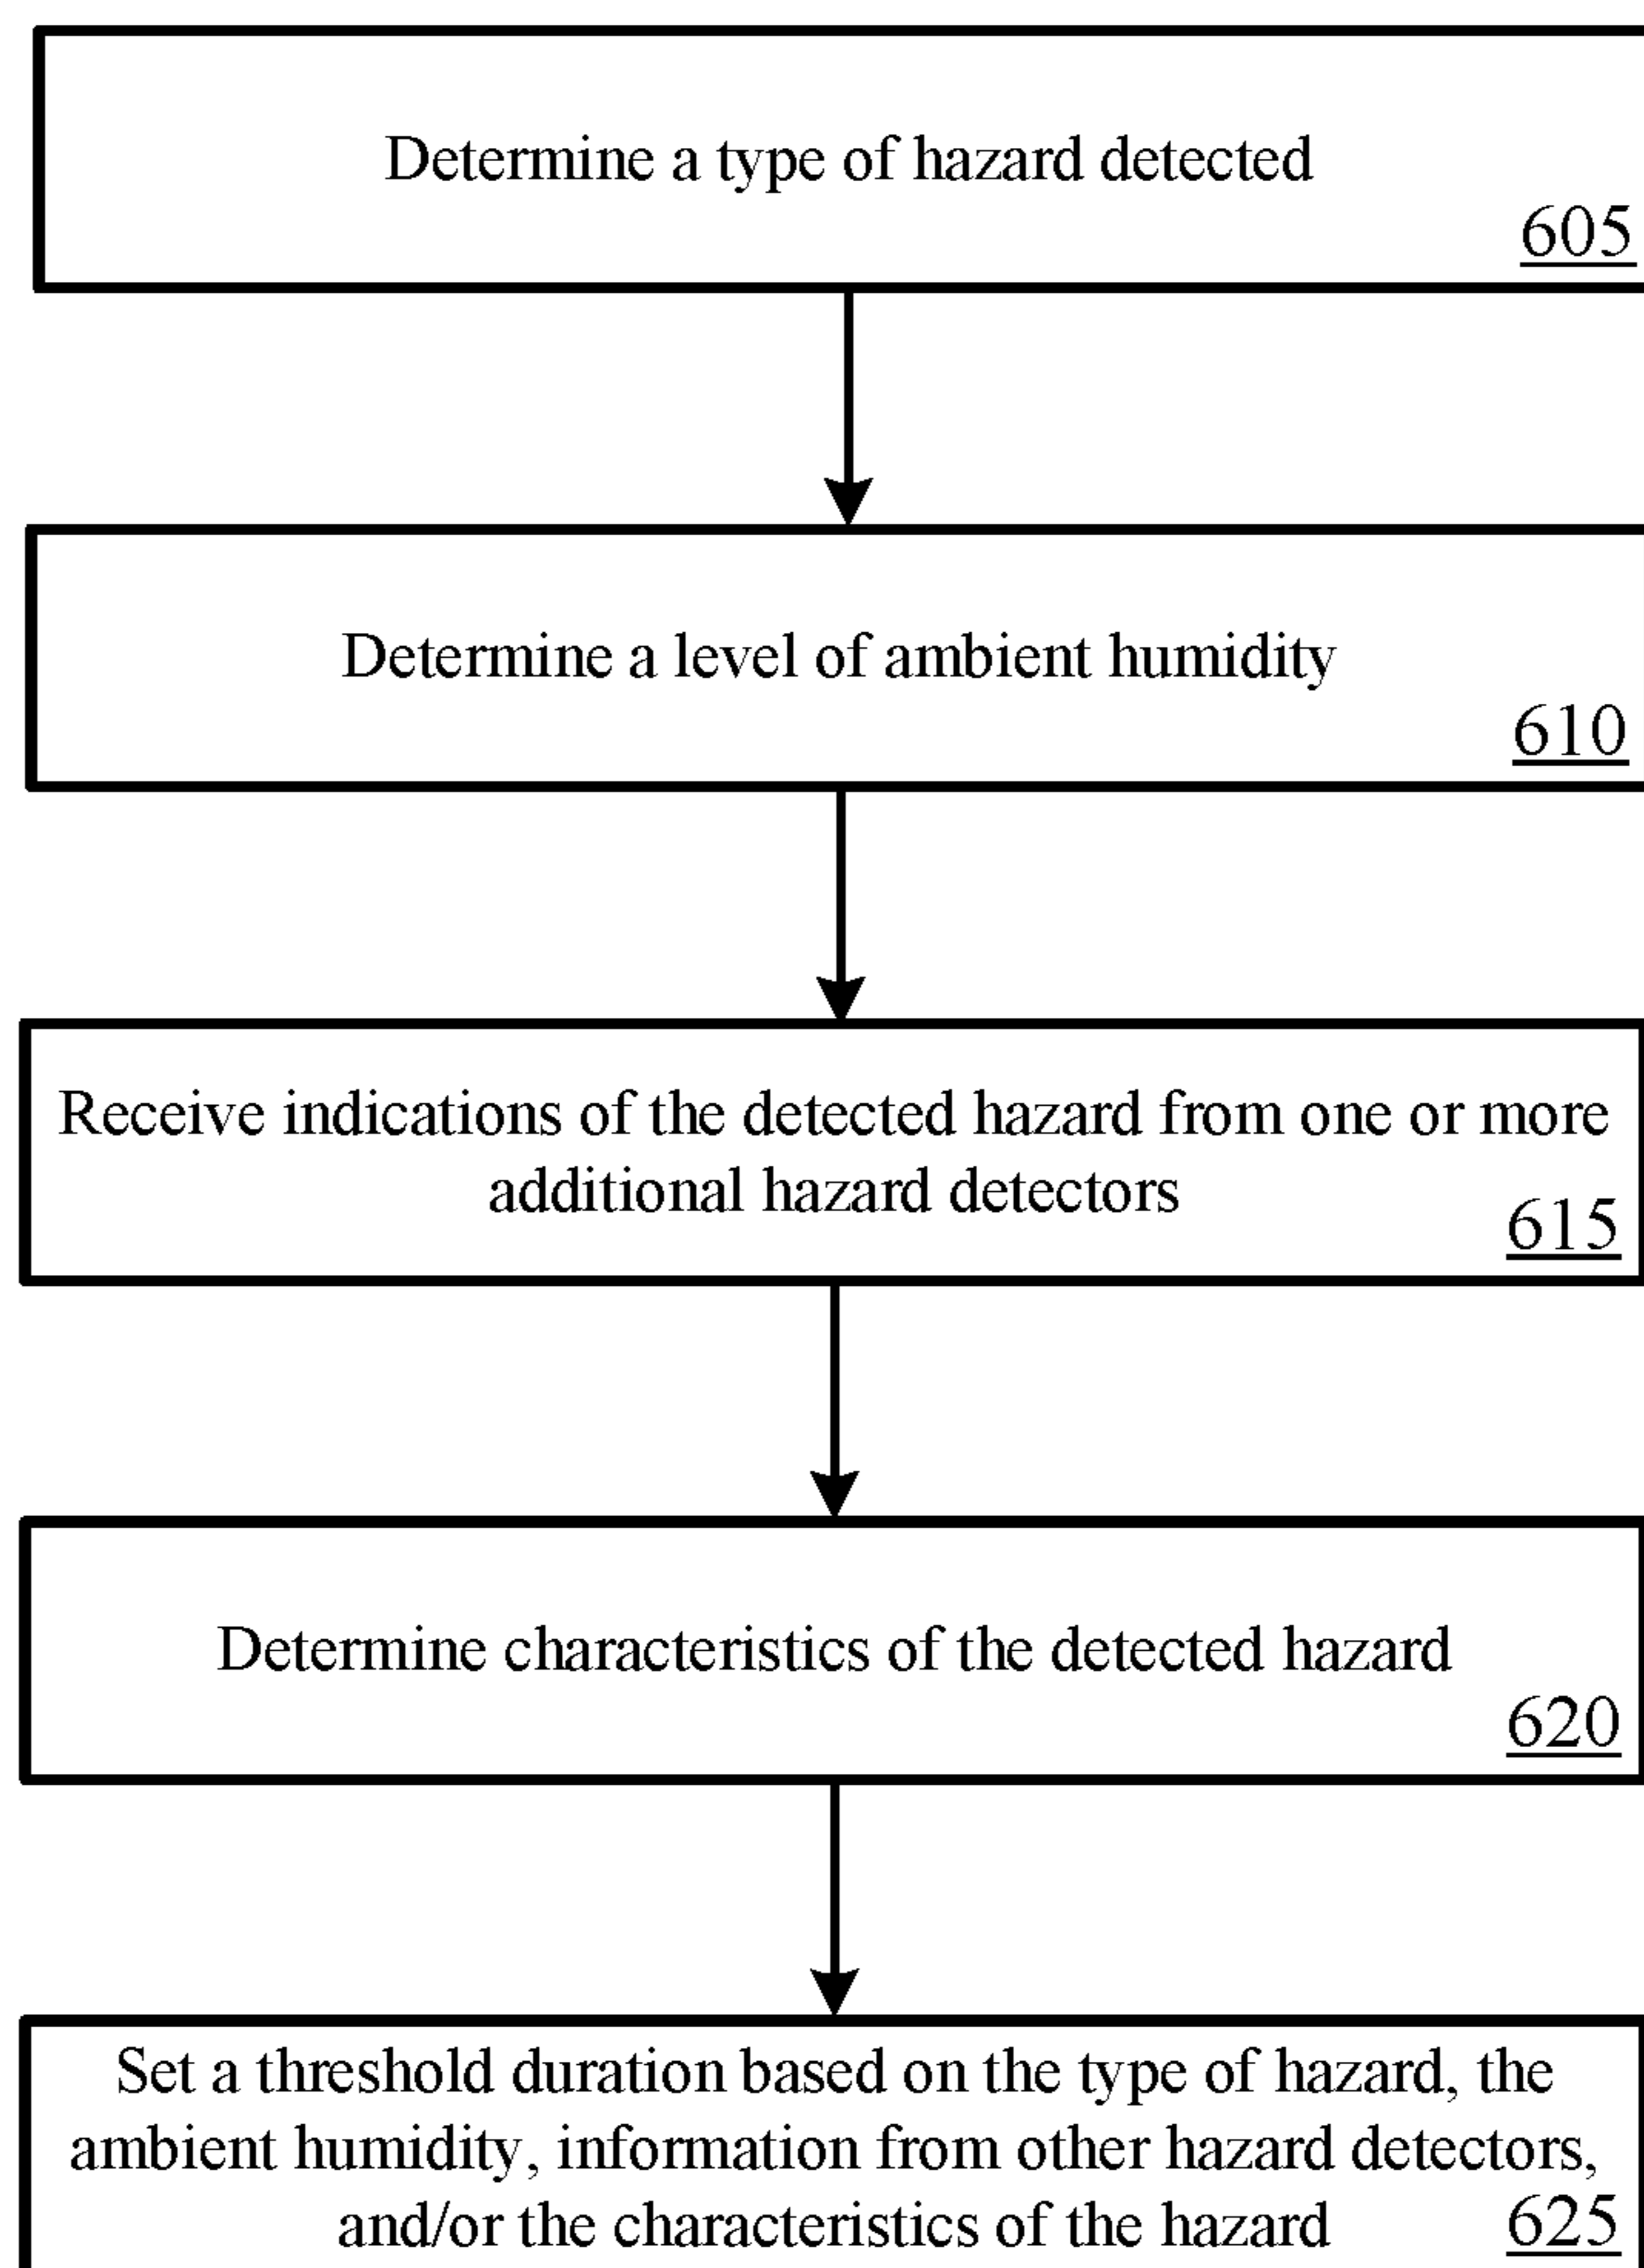 Determine a type of hazard detected
605
Determine a level of ambient humidity
610
Receive indications of the detected hazard from one or more
additional hazard detectors
615
Determine characteristics of the detected hazard
620
Set a threshold duration based on the type of hazard, the
ambient humidity, information from other hazard detectors,
and/or the characteristics of the hazard
625